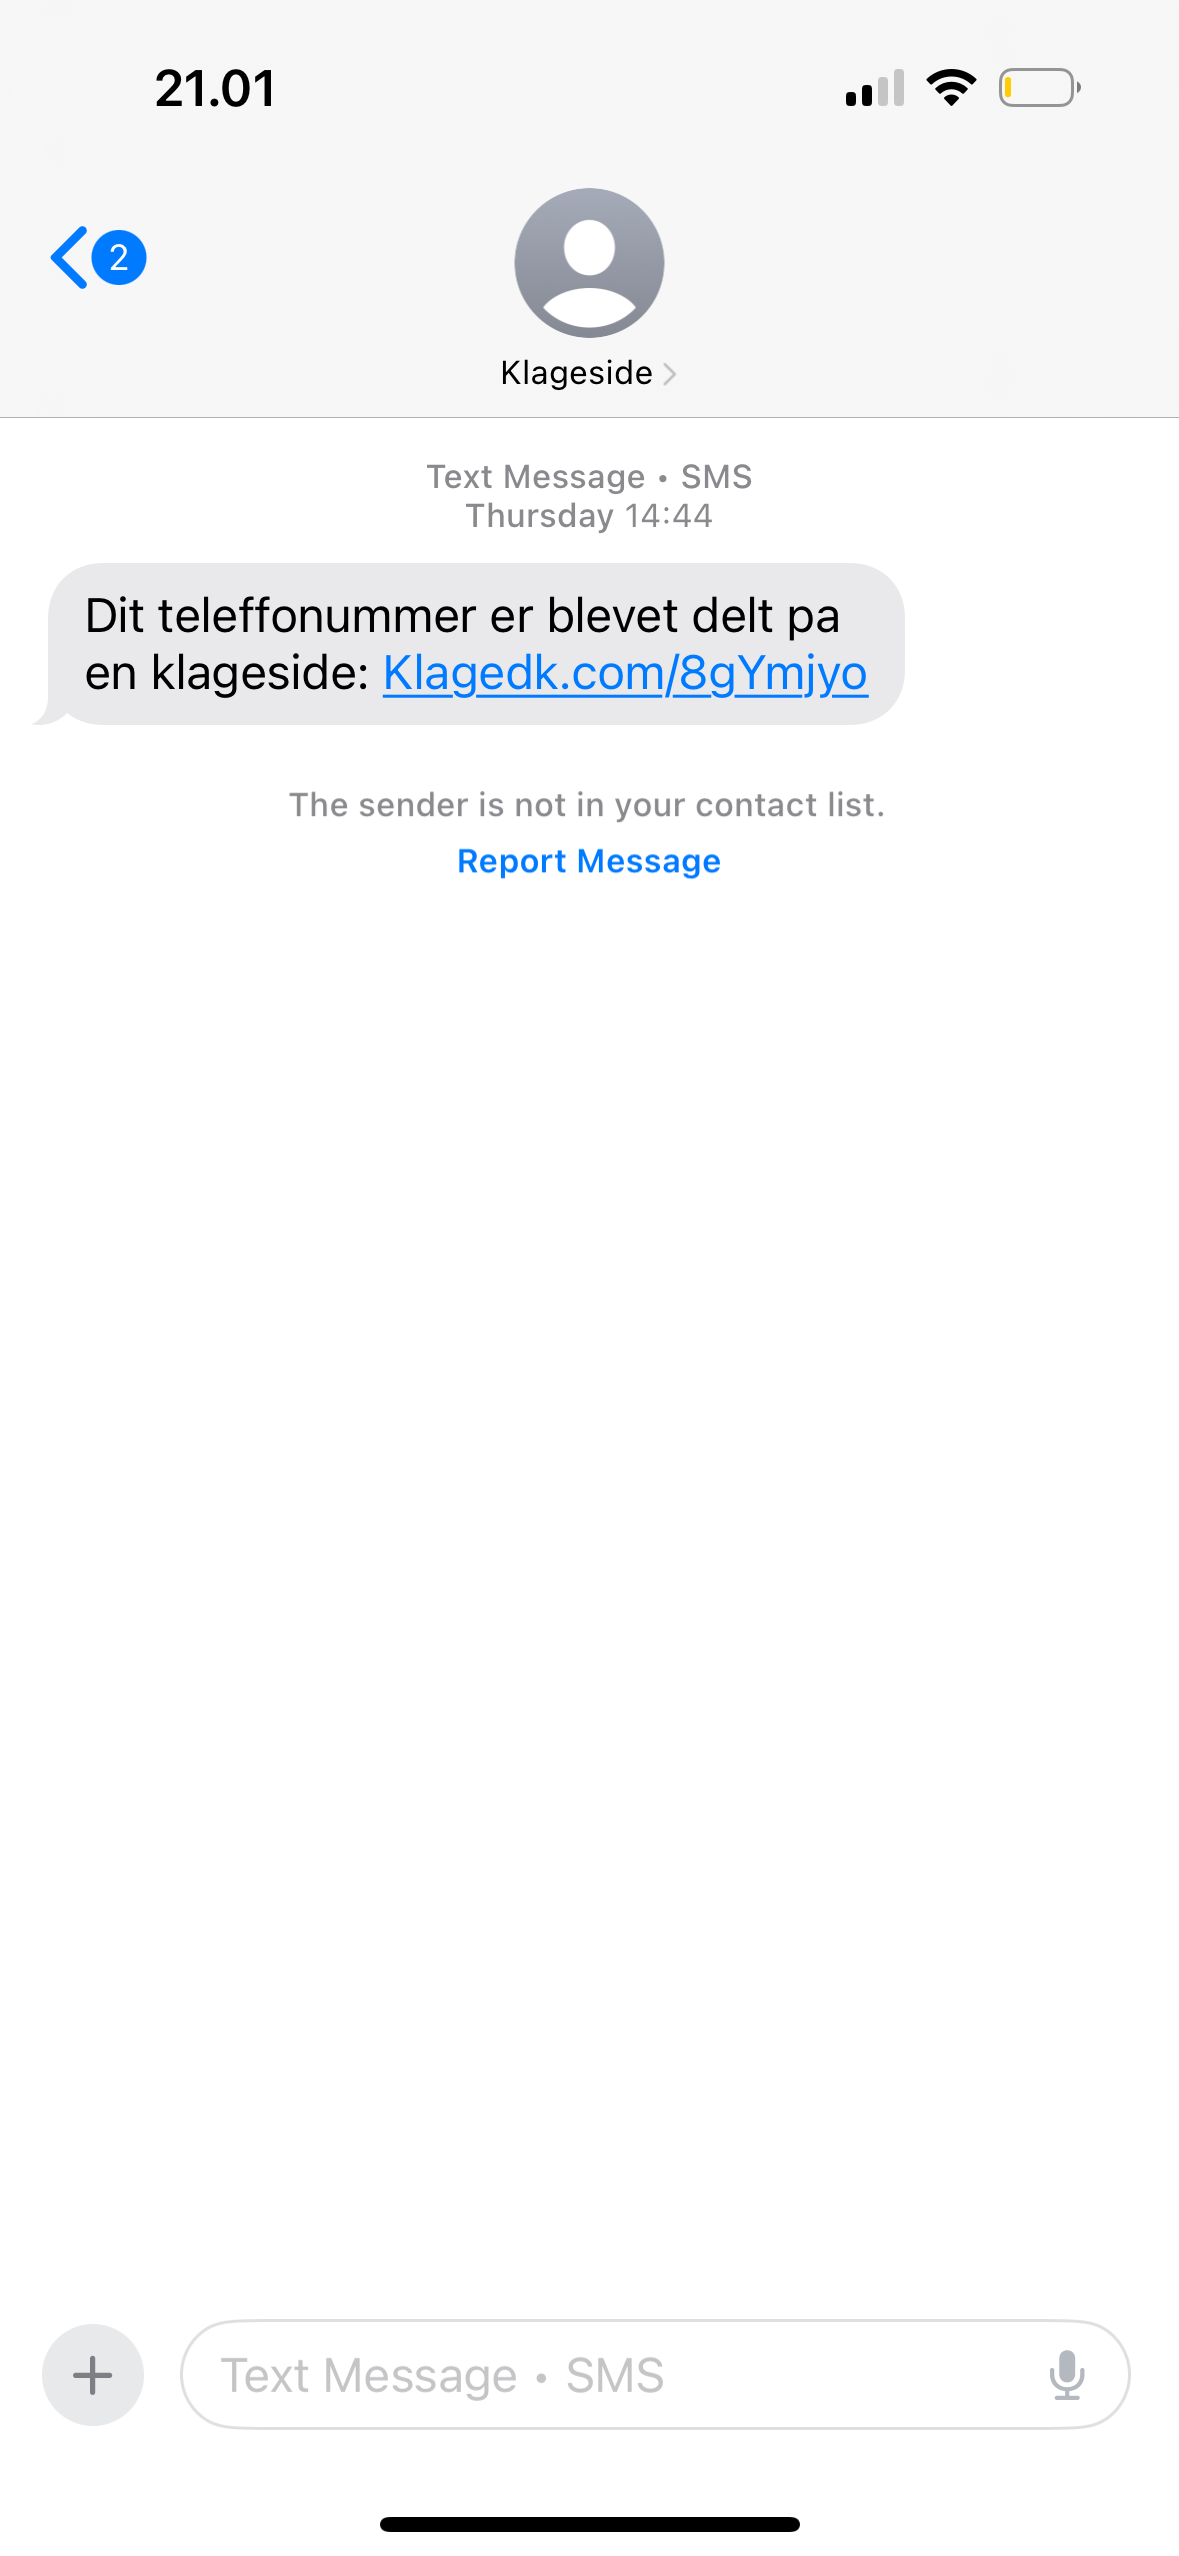 21.01
2
Klageside
Text Message • SMS
Thursday 14:44
Dit teleffonummer er blevet delt pa
en klageside: Klagedk.com/8gYmjyo
The sender is not in your contact list.
Report Message
Text Message • SMS